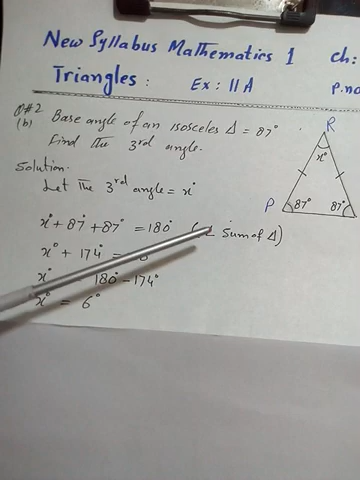 New Syllabus Mathematics 1 ch:
Triangles : Ex: 11A P.no
Q#2
(b) Base angle of an isosceles Δ = 87°.
Find the 3rd angle.
Solution.
Let The 3rd angle = x°
x° + 87° + 87° = 180° (∠ sum of Δ)
x° + 174° =
x° 180° - 174°
x° = 6°
R
x°
P 87° 87°